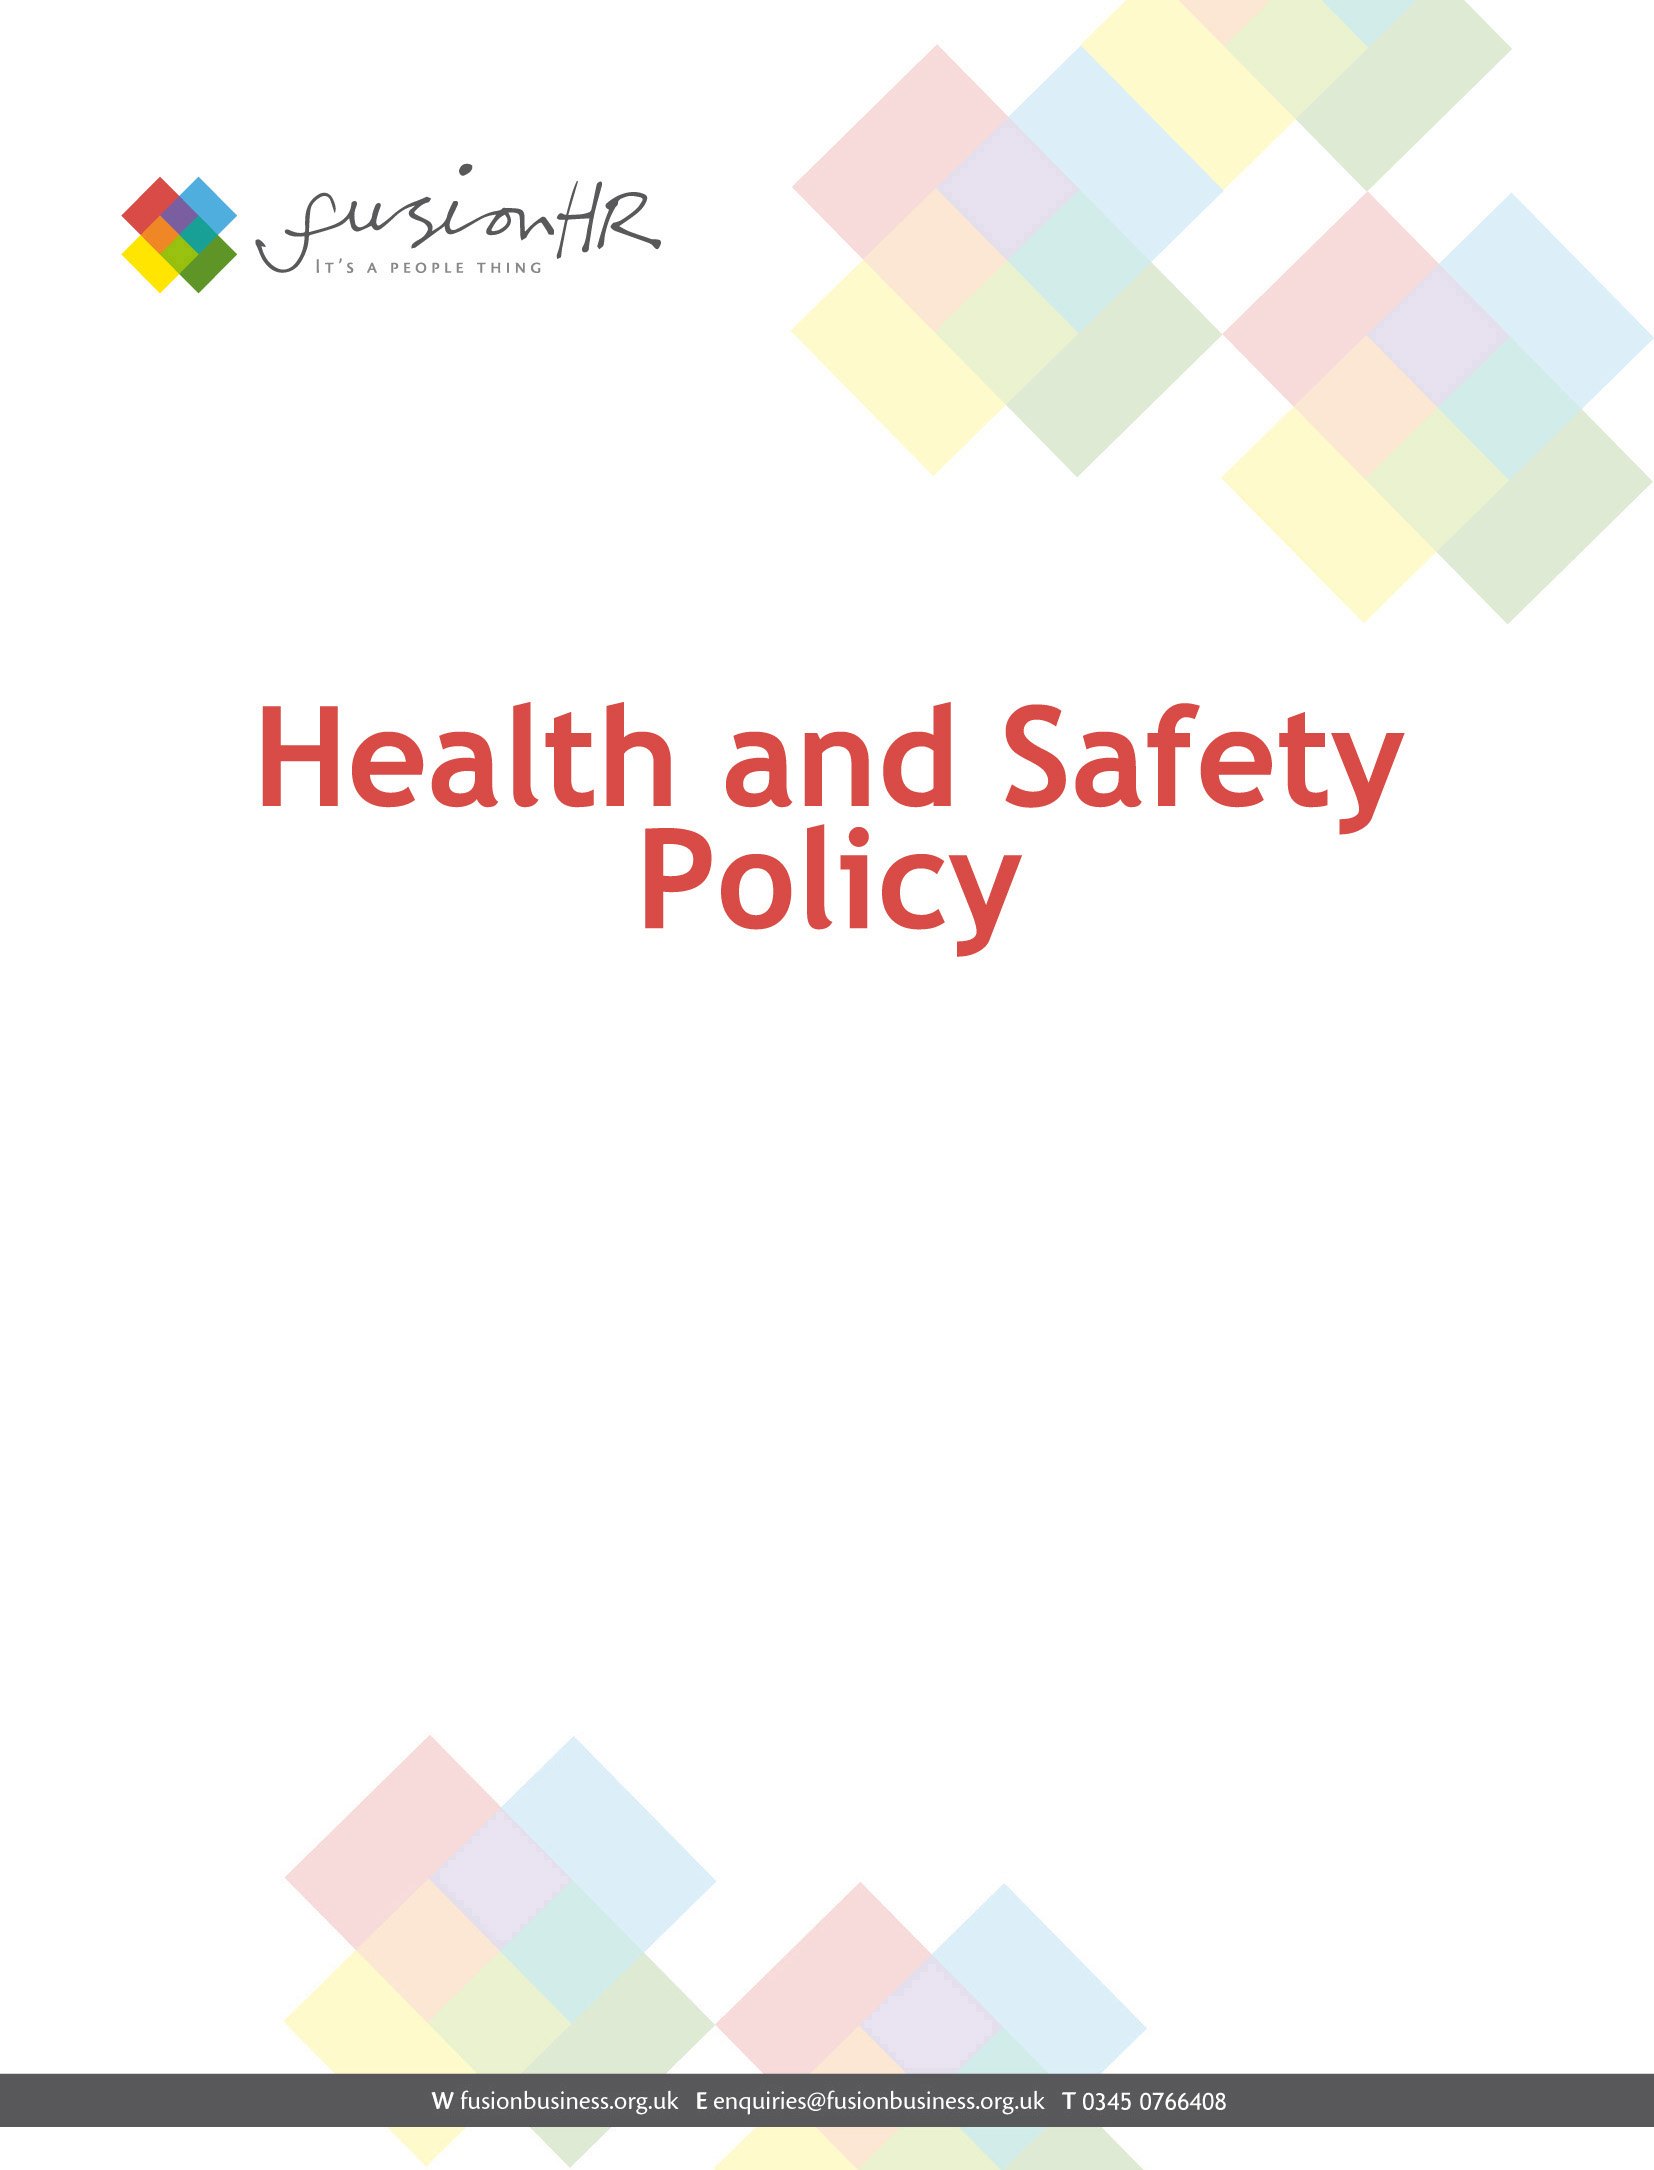 fusionHR
IT'S A PEOPLE THING
Health and Safety
Policy
W fusionbusiness.org.uk E enquiries@fusionbusiness.org.uk T 0345 0766408